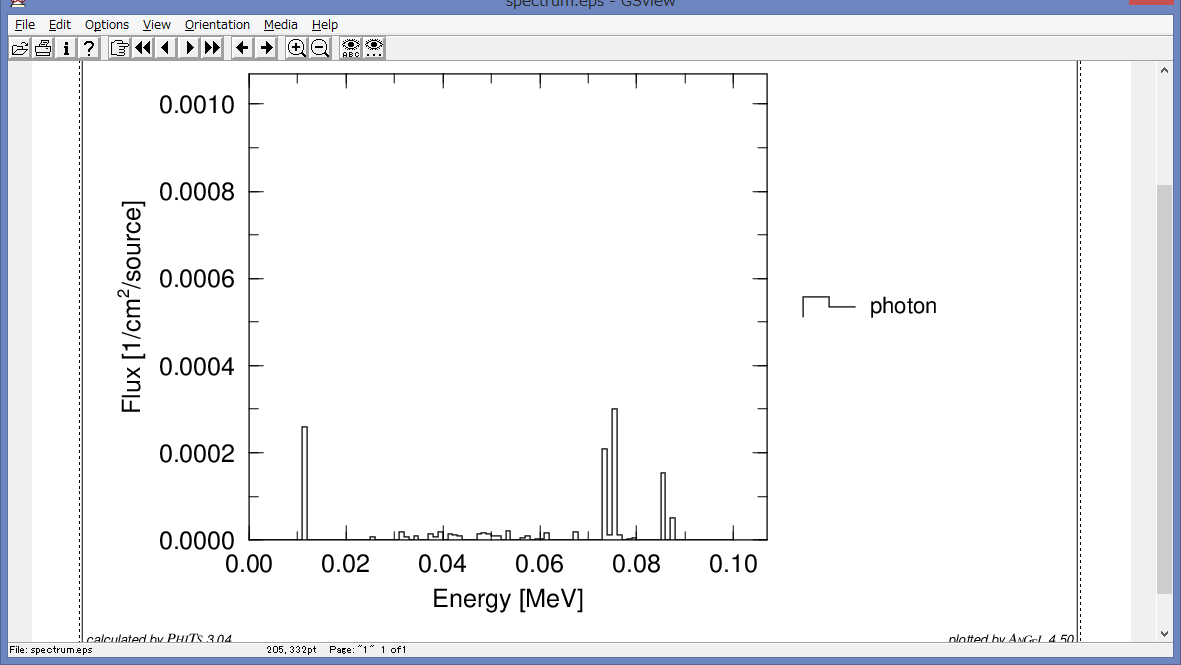 spectrum.eps - GSview
File Edit Options View Orientation Media Help
i ?
ABC
0.0010
0.0008
0.0006
0.0004
0.0002
0.0000
Flux [1/cm²/source]
0.00 0.02 0.04 0.06 0.08 0.10
Energy [MeV]
photon
calculated by PHITS 3.04
plotted by ANGEL 4.50
File: spectrum.eps 205, 332pt Page: "1" 1 of 1